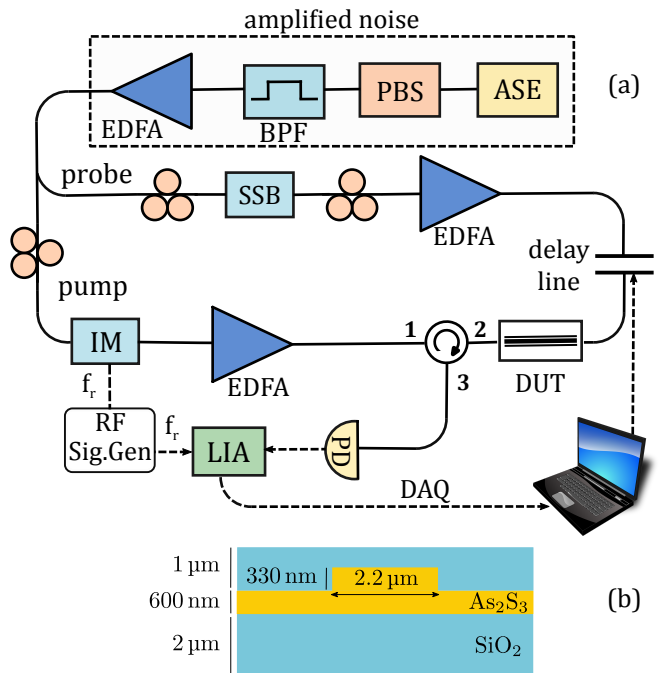 amplified noise
(a)
EDFA
BPF
PBS
ASE
probe
SSB
EDFA
delay
line
pump
IM
EDFA
1
2
3
DUT
f_r
RF
Sig.Gen
f_r
LIA
PD
DAQ
1 µm
330 nm
2.2 µm
(b)
600 nm
As₂S₃
2 µm
SiO₂